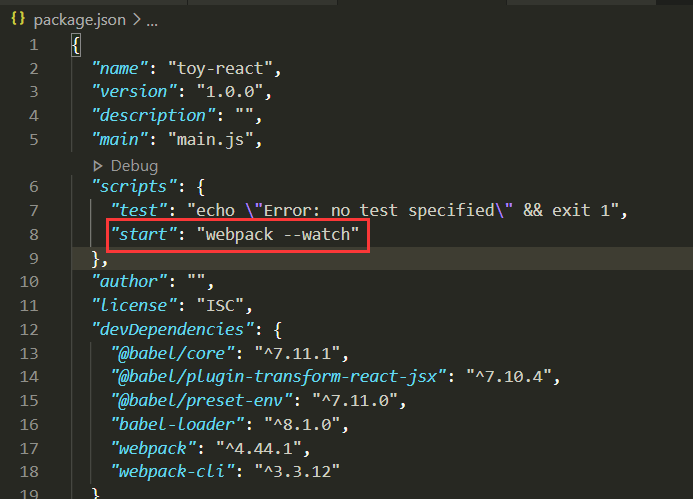 package.json > ...
1 {
2 "name": "toy-react",
3 "version": "1.0.0",
4 "description": "",
5 "main": "main.js",
Debug
6 "scripts": {
7 "test": "echo \"Error: no test specified\" && exit 1",
8 "start": "webpack --watch"
9 },
10 "author": "",
11 "license": "ISC",
12 "devDependencies": {
13 "@babel/core": "^7.11.1",
14 "@babel/plugin-transform-react-jsx": "^7.10.4",
15 "@babel/preset-env": "^7.11.0",
16 "babel-loader": "^8.1.0",
17 "webpack": "^4.44.1",
18 "webpack-cli": "^3.3.12"
19 }